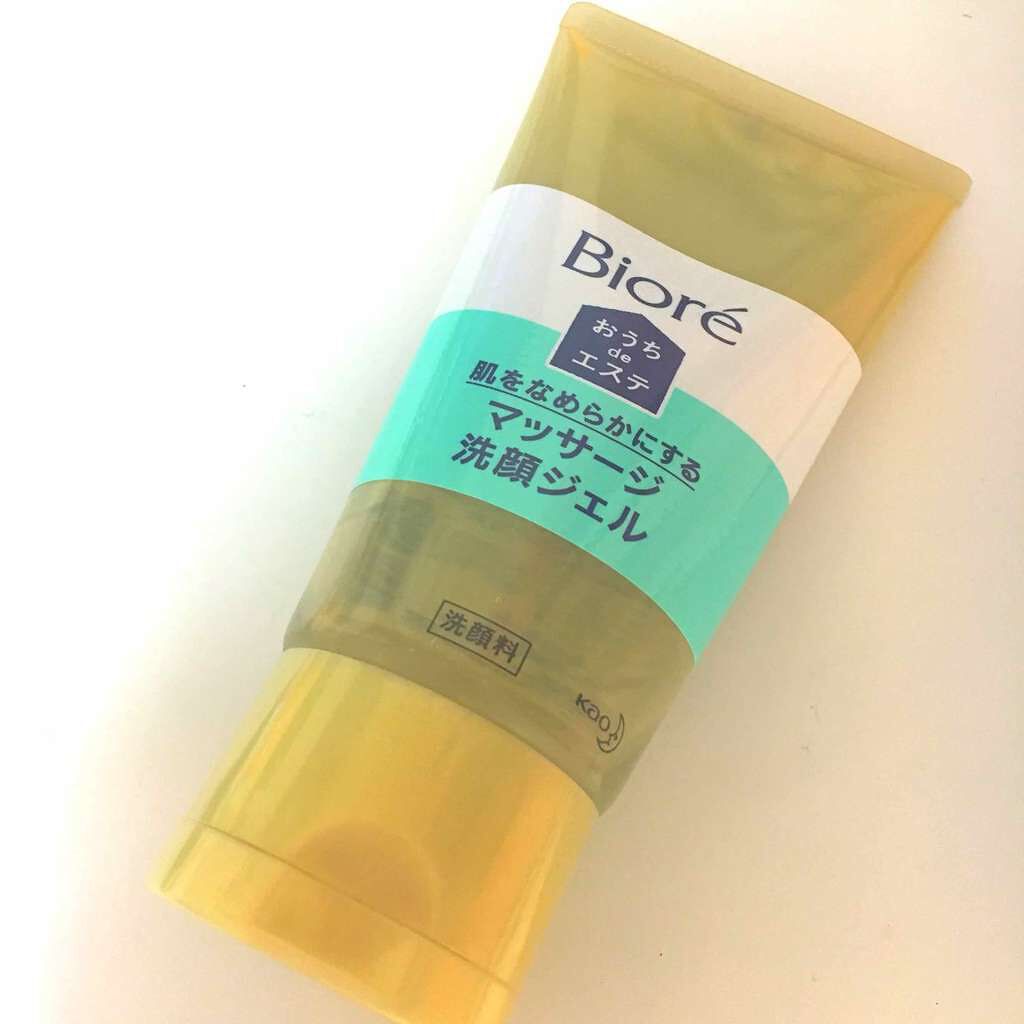 Bioré
おうち
de
エステ
肌をなめらかにする
マッサージ
洗顔ジェル
洗顔料
Kao